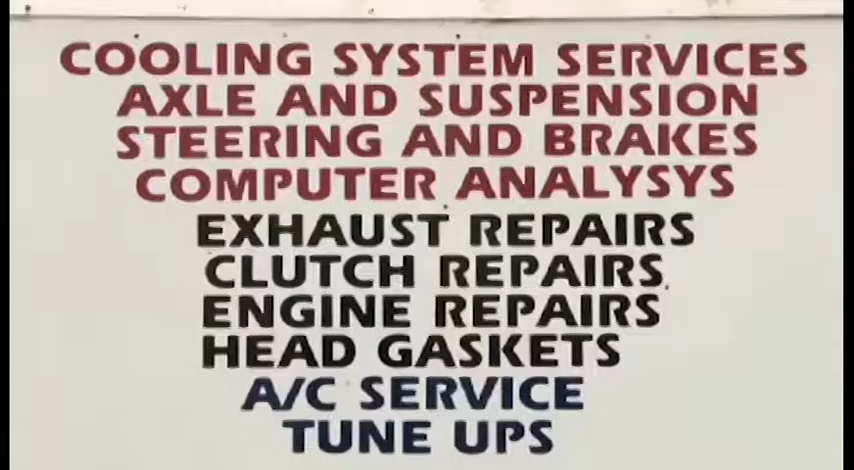 COOLING SYSTEM SERVICES
AXLE AND SUSPENSION
STEERING AND BRAKES
COMPUTER ANALYSYS
EXHAUST REPAIRS
CLUTCH REPAIRS
ENGINE REPAIRS
HEAD GASKETS
A/C SERVICE
TUNE UPS